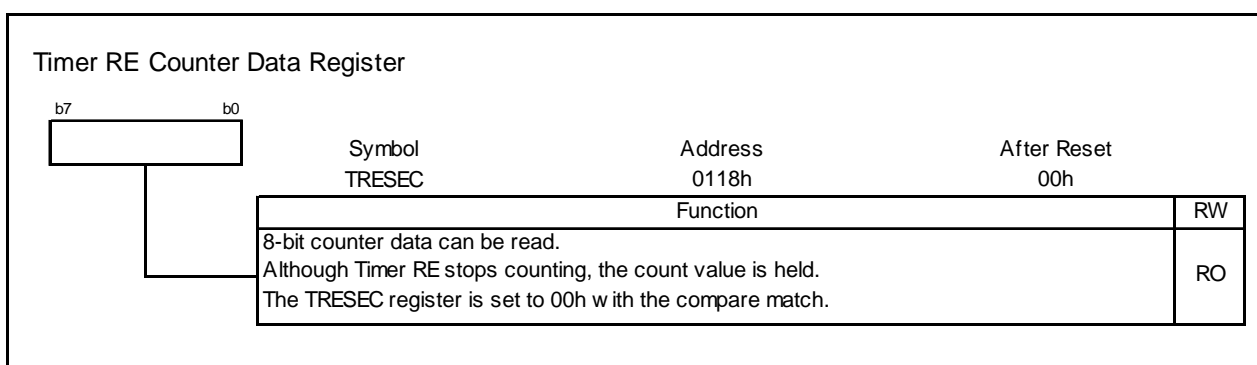 Timer RE Counter Data Register
b7 b0
Symbol Address After Reset
TRESEC 0118h 00h
Function RW
8-bit counter data can be read.
Although Timer RE stops counting, the count value is held.
The TRESEC register is set to 00h with the compare match.
RO